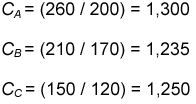 C_A = (260 / 200) = 1,300
C_B = (210 / 170) = 1,235
C_C = (150 / 120) = 1,250